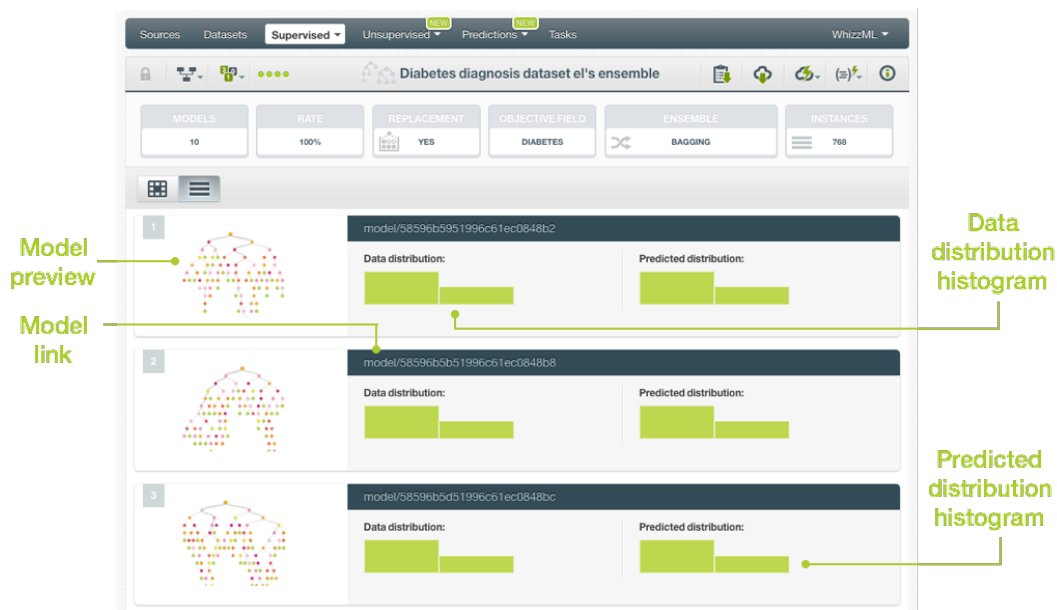 NEW NEW
Sources Datasets Supervised Unsupervised Predictions Tasks WhizzML
Diabetes diagnosis dataset el's ensemble
MODELS RATE REPLACEMENT OBJECTIVE FIELD ENSEMBLE INSTANCES
10 100% YES DIABETES BAGGING 768
1 model/58596b5951996c61ec0848b2
Data distribution: Predicted distribution:
Model
preview
Data
distribution
histogram
Model
link
2 model/58596b5b51996c61ec0848b8
Data distribution: Predicted distribution:
Predicted
distribution
histogram
3 model/58596b5d51996c61ec0848bc
Data distribution: Predicted distribution: